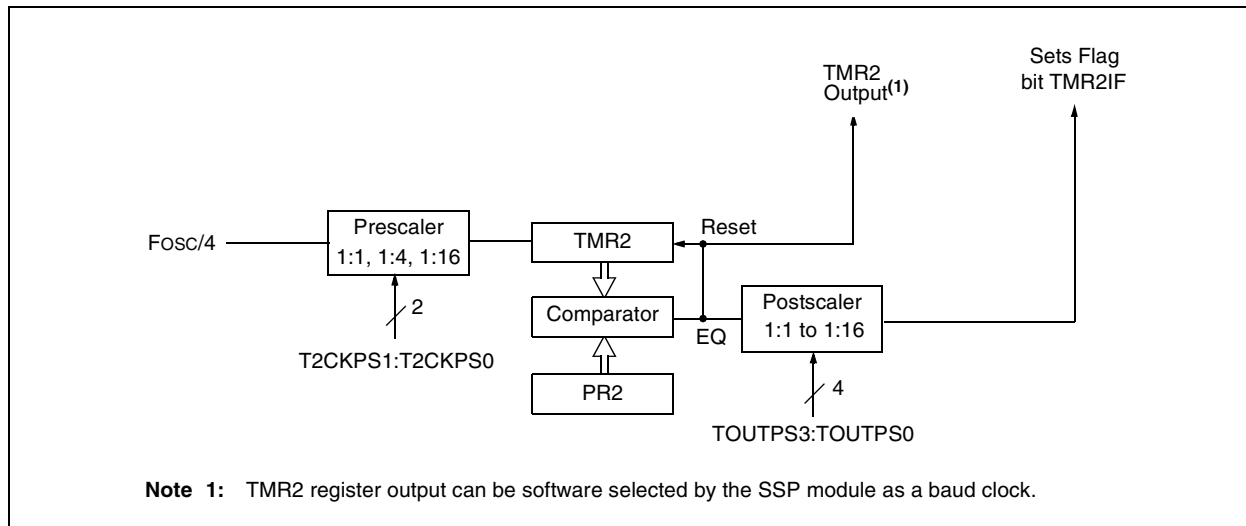 TMR2
Output(1)
Sets Flag
bit TMR2IF
FOSC/4
Prescaler
1:1, 1:4, 1:16
TMR2
Reset
2
T2CKPS1:T2CKPS0
Comparator
EQ
Postscaler
1:1 to 1:16
PR2
4
TOUTPS3:TOUTPS0
Note 1: TMR2 register output can be software selected by the SSP module as a baud clock.